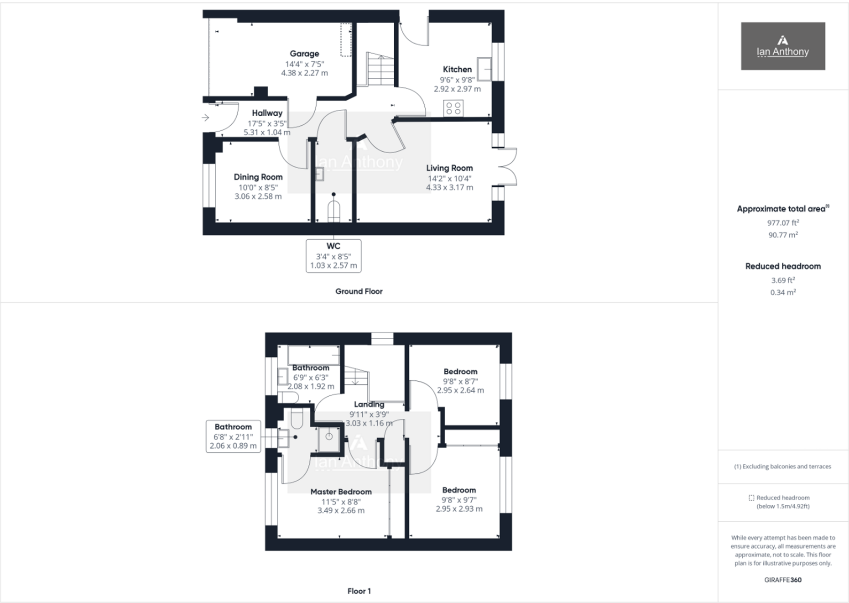 Garage
14'4" x 7'5"
4.38 x 2.27 m
Kitchen
9'6" x 9'8"
2.92 x 2.97 m
Hallway
17'5" x 3'5"
5.31 x 1.04 m
Ian Anthony
Dining Room
10'0" x 8'5"
3.06 x 2.58 m
Living Room
14'2" x 10'4"
4.33 x 3.17 m
WC
3'4" x 8'5"
1.03 x 2.57 m
Ground Floor
Bathroom
6'9" x 6'3"
2.08 x 1.92 m
Bedroom
9'8" x 8'7"
2.95 x 2.64 m
Landing
9'11" x 3'9"
3.03 x 1.16 m
Bathroom
6'8" x 2'11"
2.06 x 0.89 m
Ian Anthony
Master Bedroom
11'5" x 8'8"
3.49 x 2.66 m
Bedroom
9'8" x 9'7"
2.95 x 2.93 m
Floor 1
Ian Anthony
Approximate total area⁽¹⁾
977.07 ft²
90.77 m²
Reduced headroom
3.69 ft²
0.34 m²
(1) Excluding balconies and terraces
Reduced headroom
(below 1.5m/4.92ft)
While every attempt has been made to
ensure accuracy, all measurements are
approximate, not to scale. This floor
plan is for illustrative purposes only.
GIRAFFE360